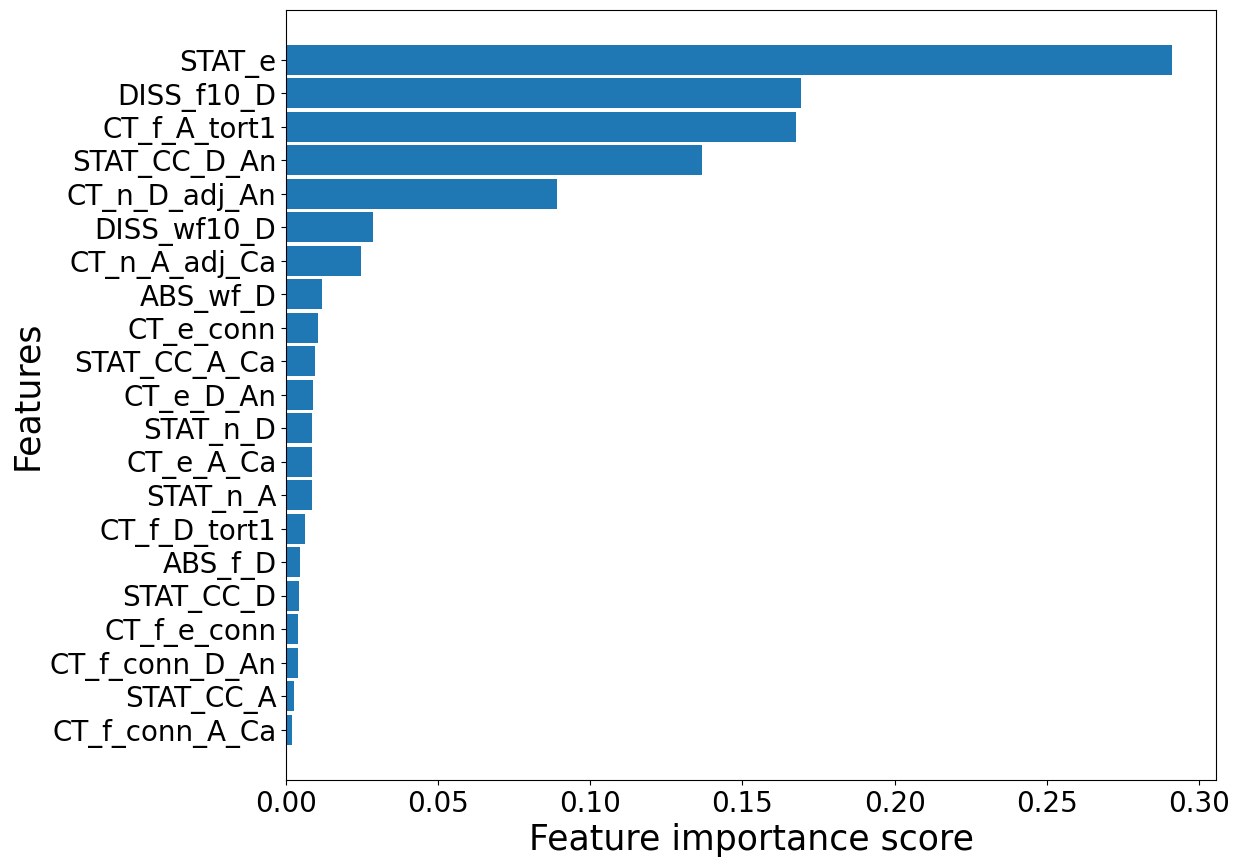 STAT_e
DISS_f10_D
CT_f_A_tort1
STAT_CC_D_An
CT_n_D_adj_An
DISS_wf10_D
CT_n_A_adj_Ca
ABS_wf_D
CT_e_conn
STAT_CC_A_Ca
CT_e_D_An
STAT_n_D
CT_e_A_Ca
STAT_n_A
CT_f_D_tort1
ABS_f_D
STAT_CC_D
CT_f_e_conn
CT_f_conn_D_An
STAT_CC_A
CT_f_conn_A_Ca
Features
0.00 0.05 0.10 0.15 0.20 0.25 0.30
Feature importance score